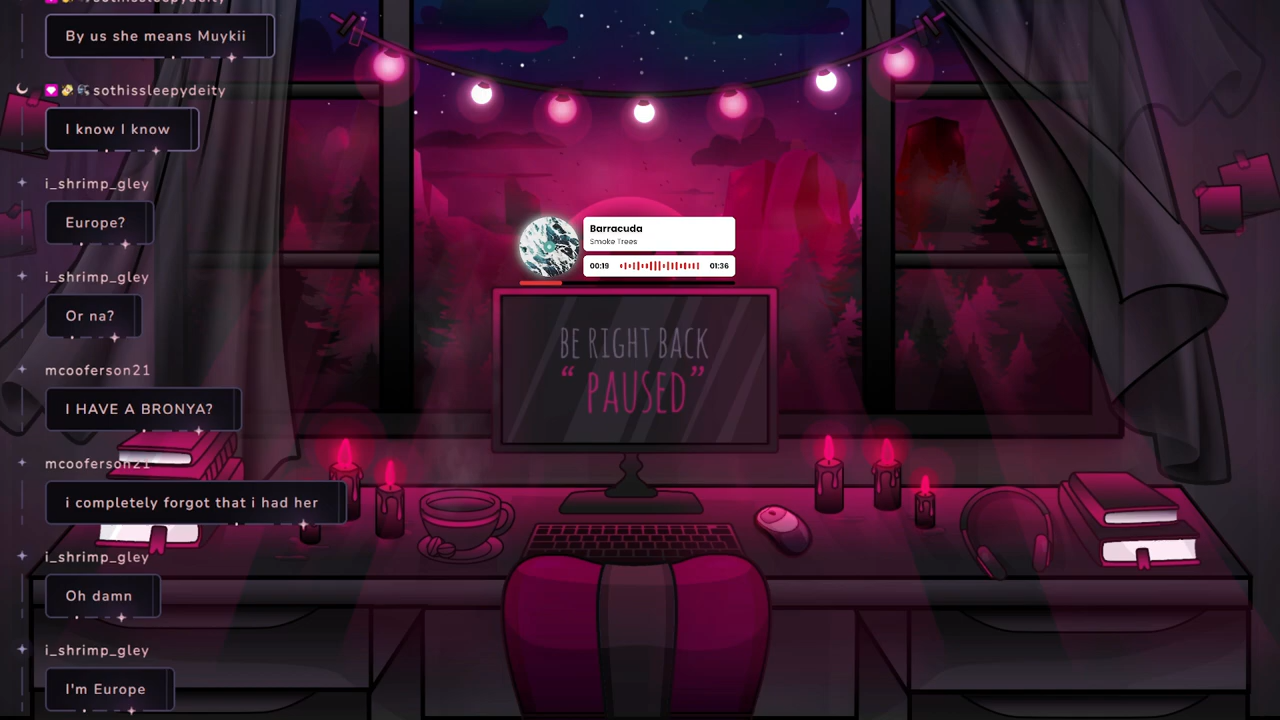 sothissleepydeity
By us she means Muykii
sothissleepydeity
I know I know
i_shrimp_gley
Europe?
i_shrimp_gley
Or na?
mcooferson21
I HAVE A BRONYA?
mcooferson21
i completely forgot that i had her
i_shrimp_gley
Oh damn
i_shrimp_gley
I'm Europe
Barracuda
Smoke Trees
00:19 01:36
BE RIGHT BACK
“ PAUSED”